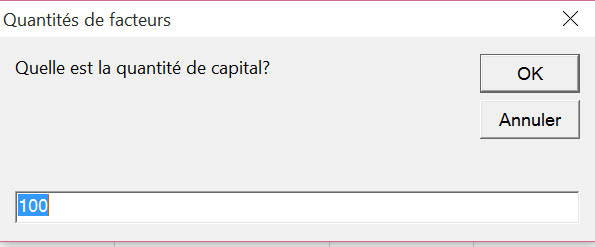 Quantités de facteurs
Quelle est la quantité de capital?
OK
Annuler
100